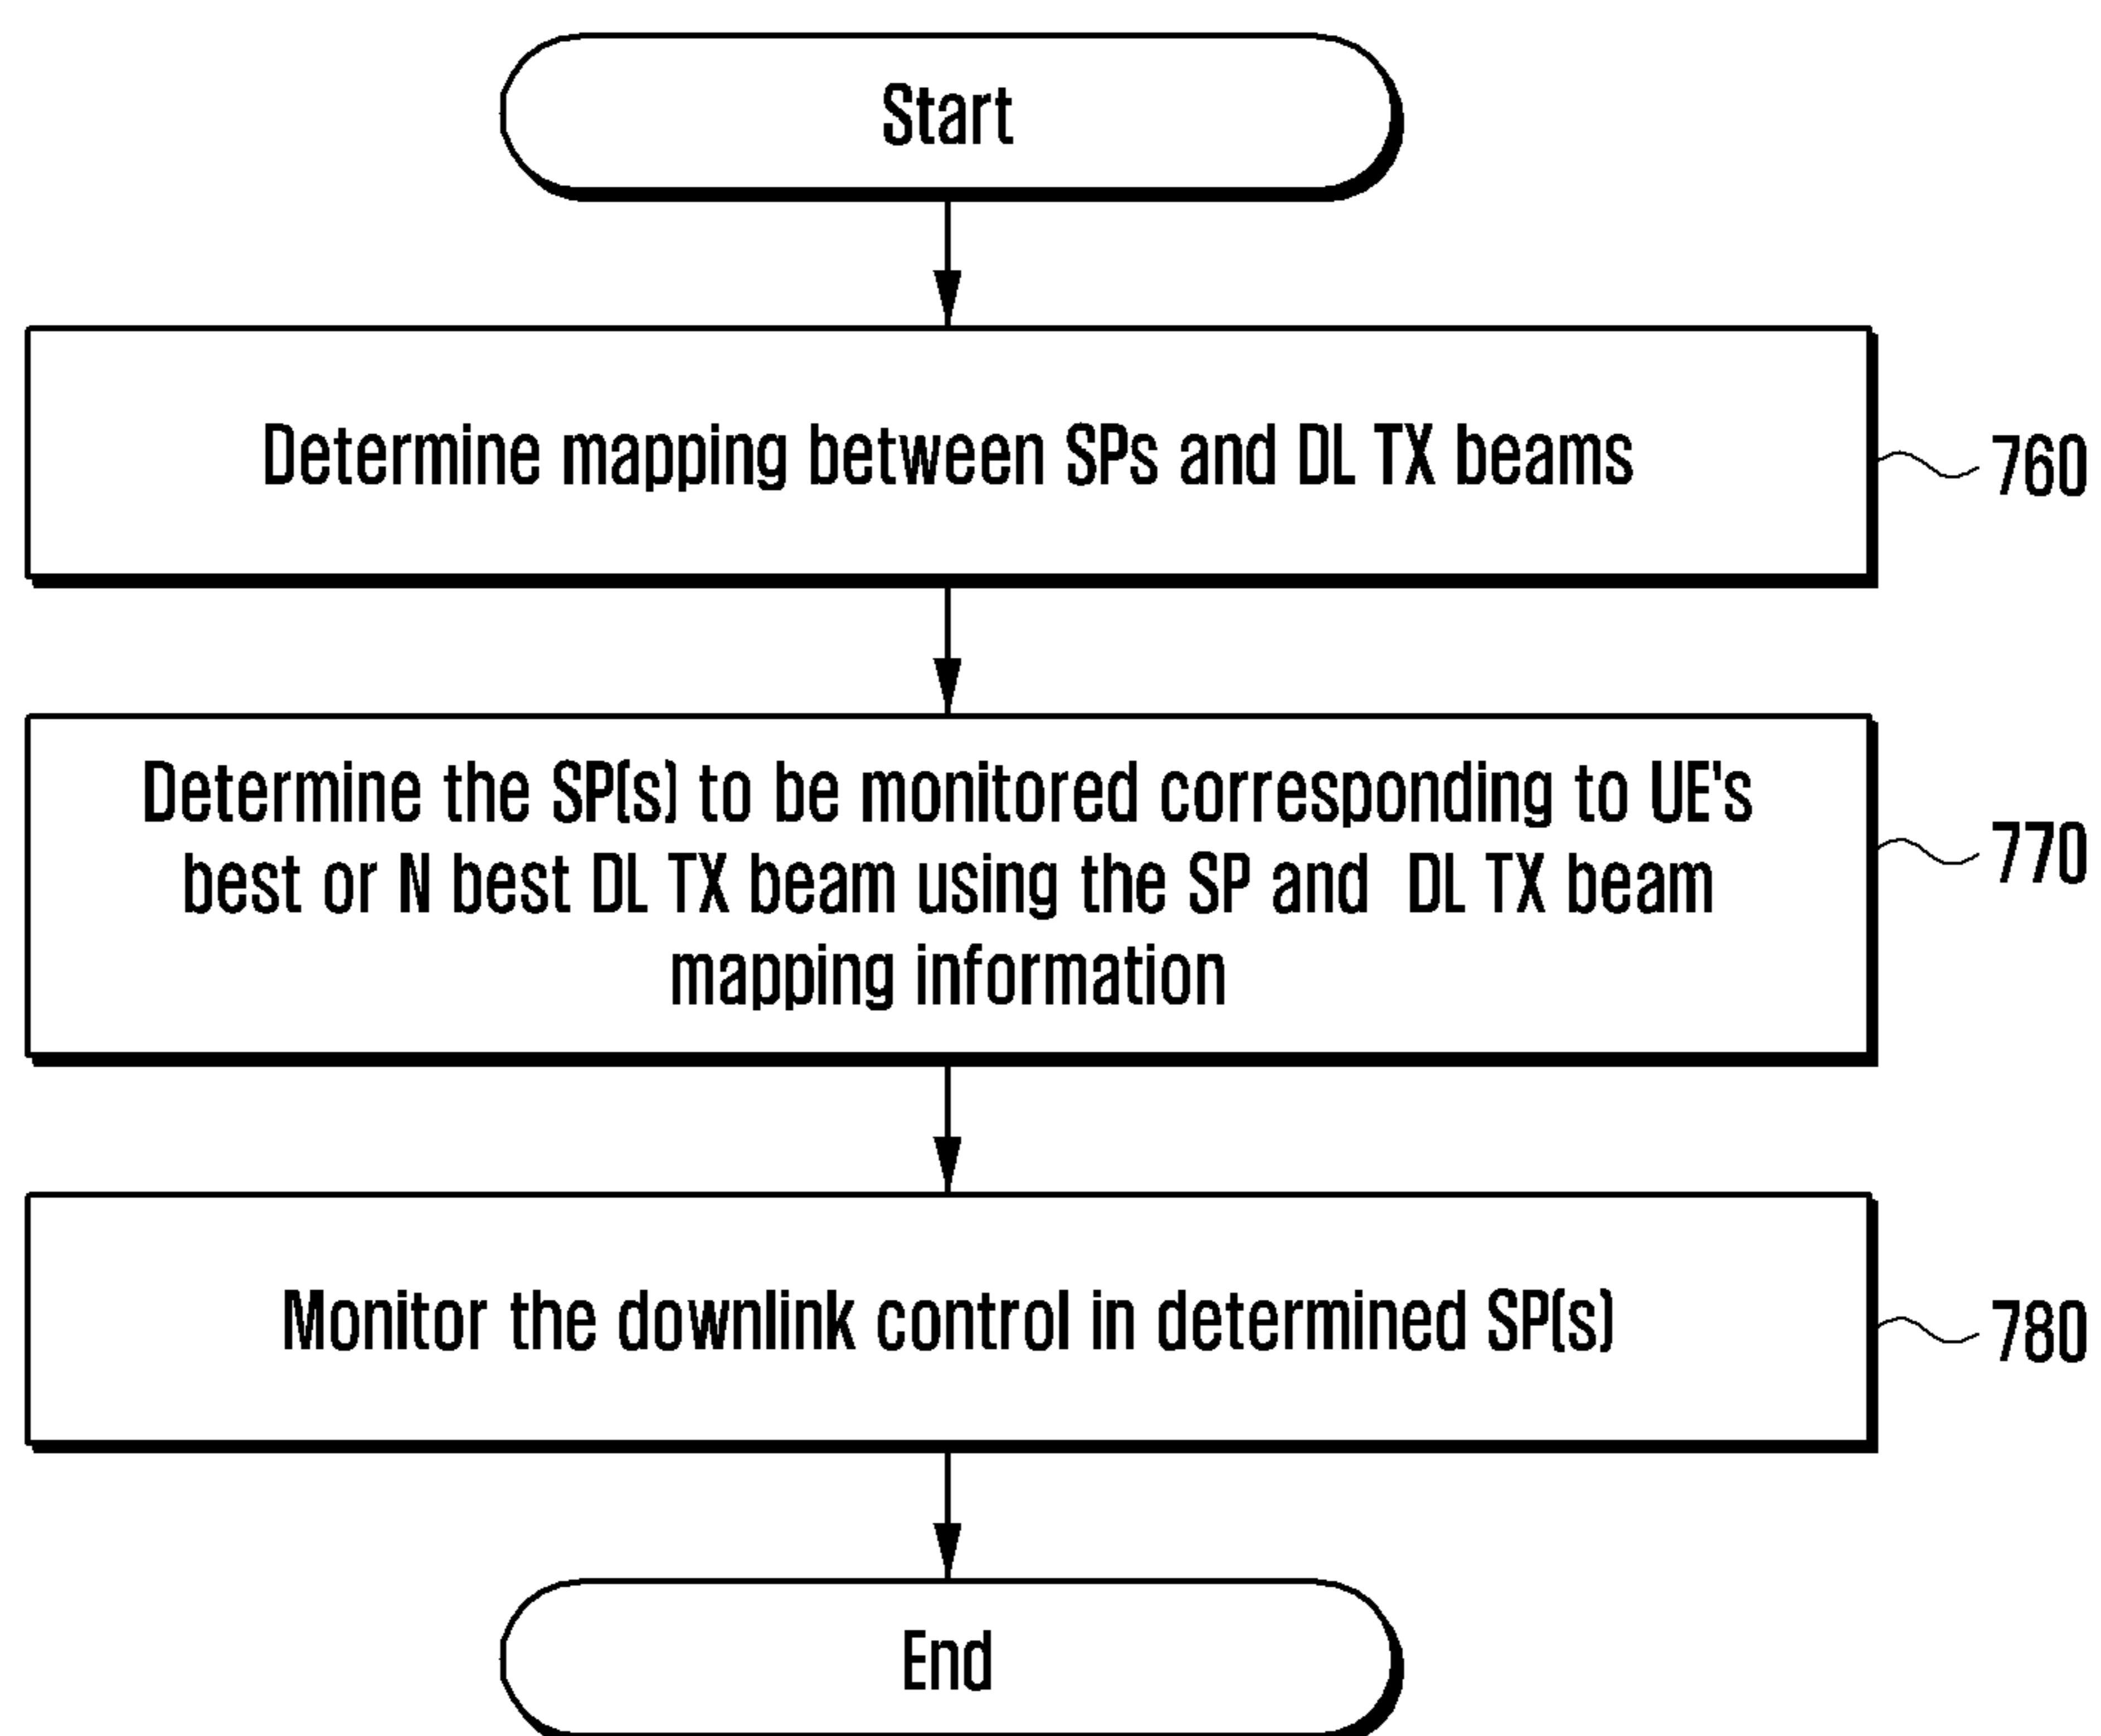 Start
Determine mapping between SPs and DL TX beams
760
Determine the SP(s) to be monitored corresponding to UE's
best or N best DL TX beam using the SP and DL TX beam
mapping information
770
Monitor the downlink control in determined SP(s)
780
End